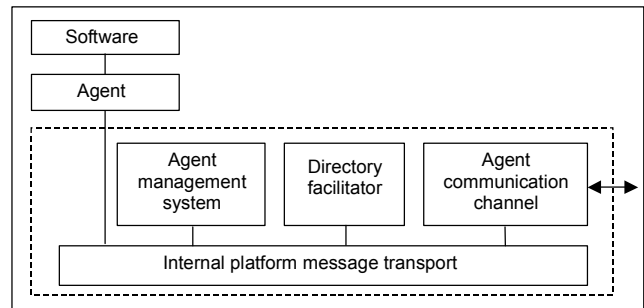 Software
Agent
Agent
management
system
Directory
facilitator
Agent
communication
channel
Internal platform message transport